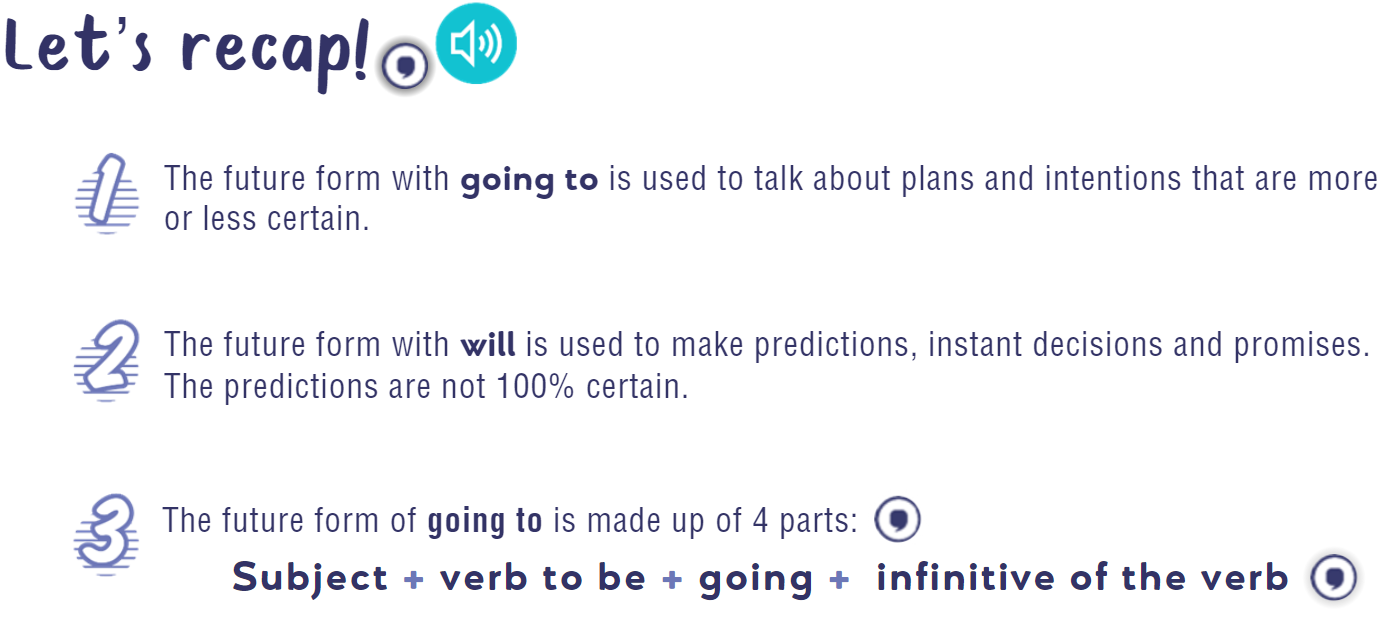 Let's recap!
1 The future form with going to is used to talk about plans and intentions that are more
or less certain.
2 The future form with will is used to make predictions, instant decisions and promises.
The predictions are not 100% certain.
3 The future form of going to is made up of 4 parts:
Subject + verb to be + going + infinitive of the verb